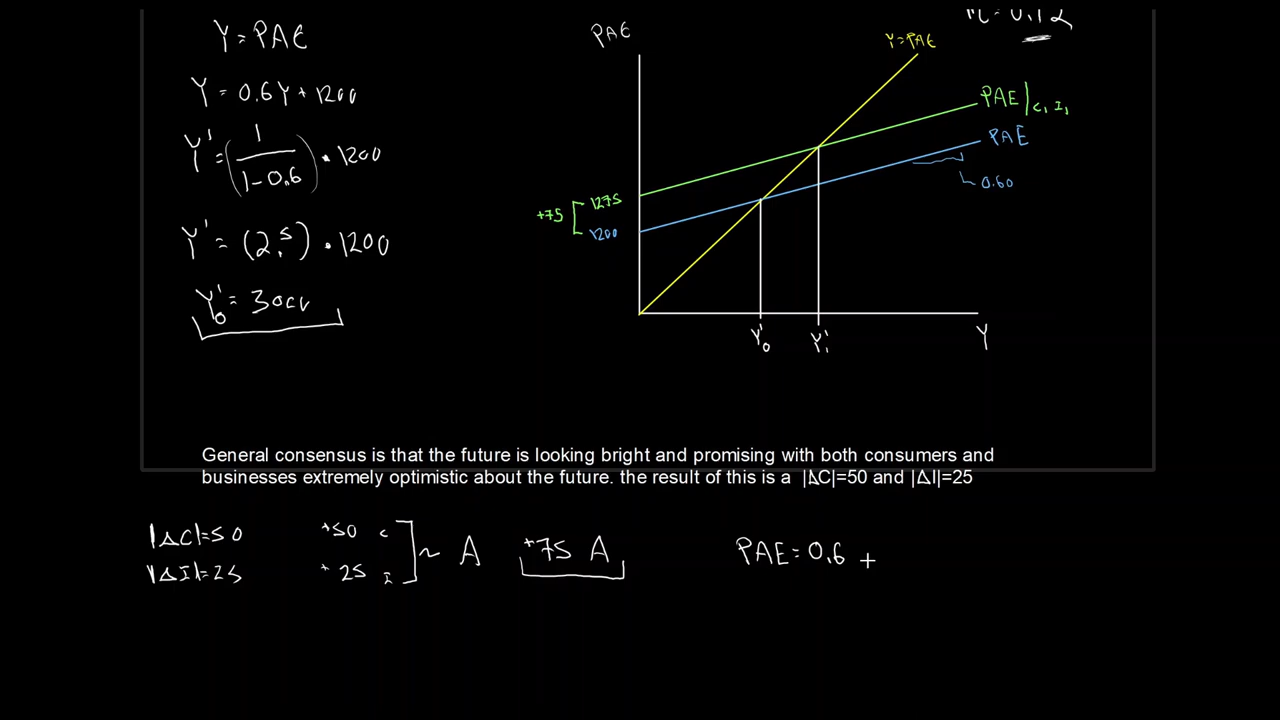 Y=PAE
Y=0.6Y+1200
Y'=(1/1-0.6)•1200
Y'=(2.5)•1200
Y'0=3000
PAE
Y=PAE
PAE|C1 I1
PAE
0.60
+75
1275
1200
Y'0
Y'1
Y
General consensus is that the future is looking bright and promising with both consumers and
businesses extremely optimistic about the future. the result of this is a |ΔC|=50 and |ΔI|=25
|ΔC|=50 +50 C
|ΔI|=25 +25 I
~ A +75 A
PAE=0.6 +